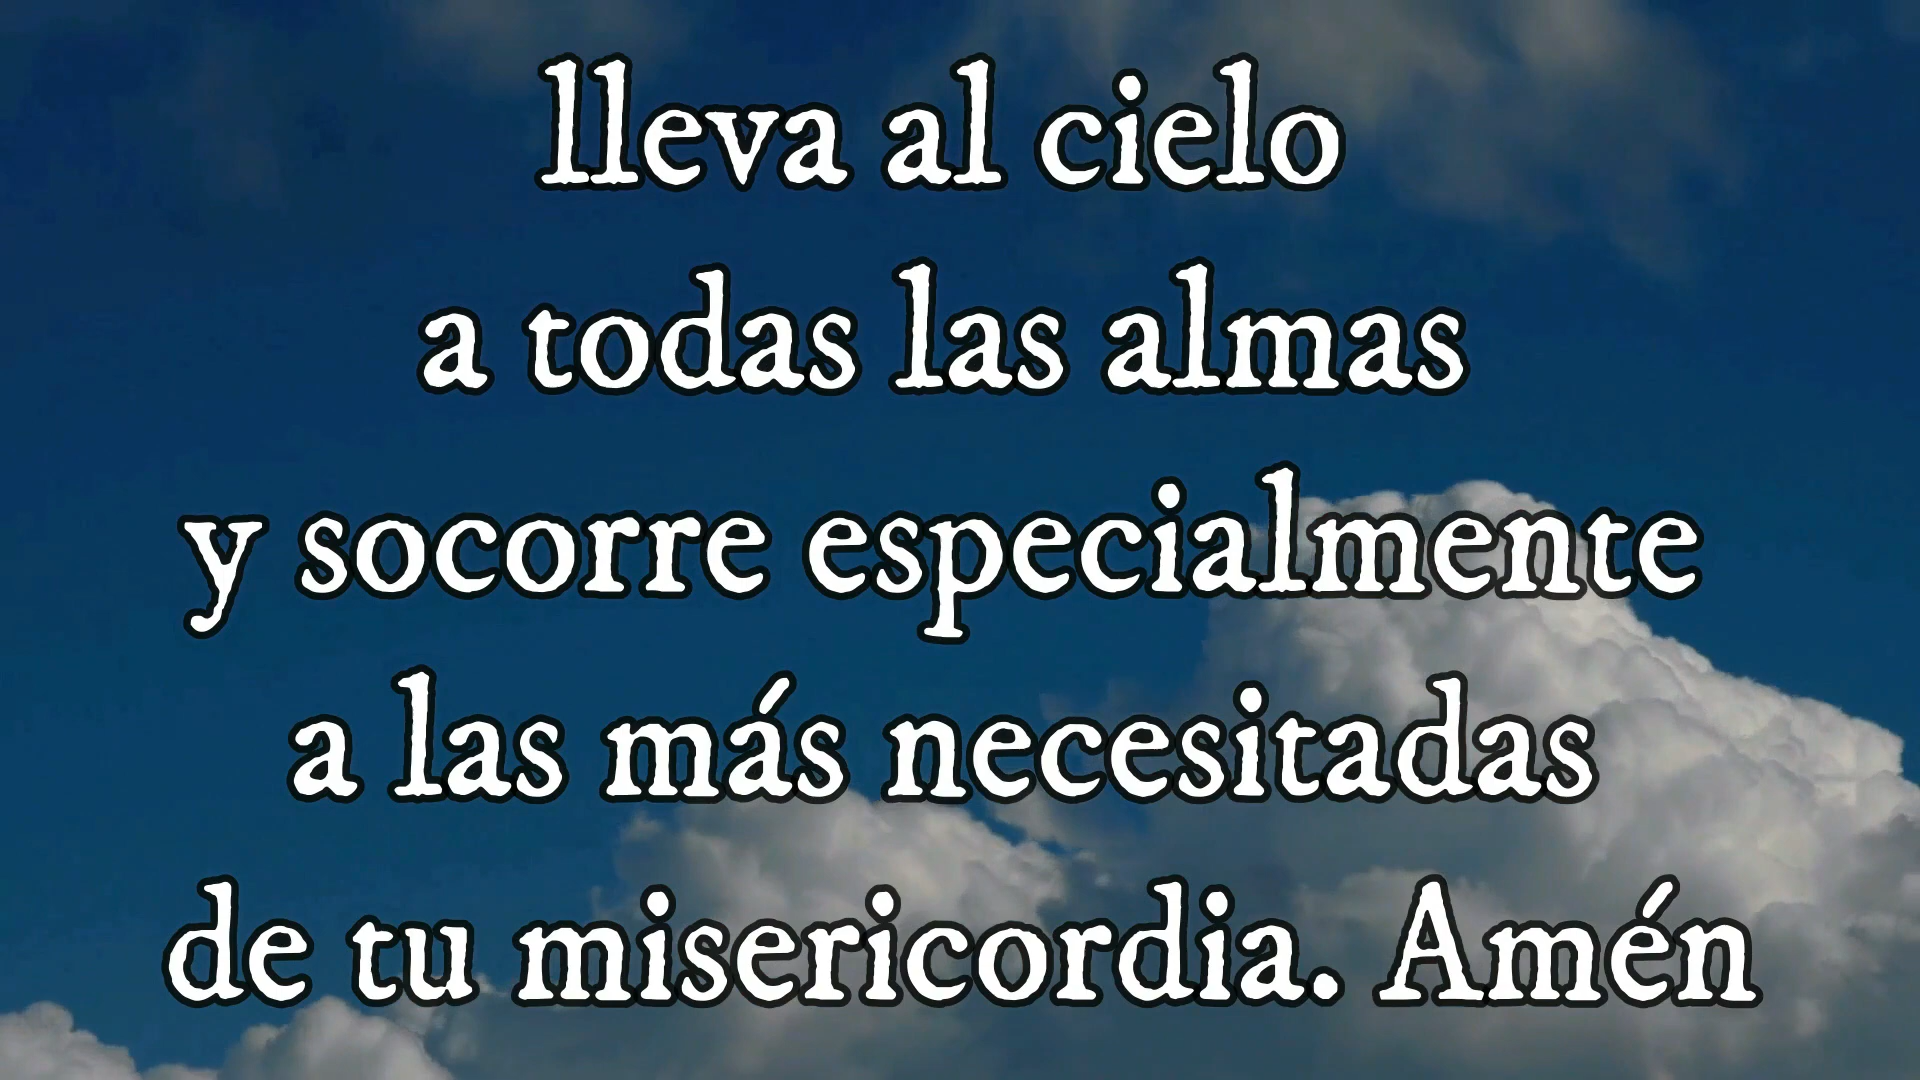 lleva al cielo
a todas las almas
y socorre especialmente
a las más necesitadas
de tu misericordia. Amén